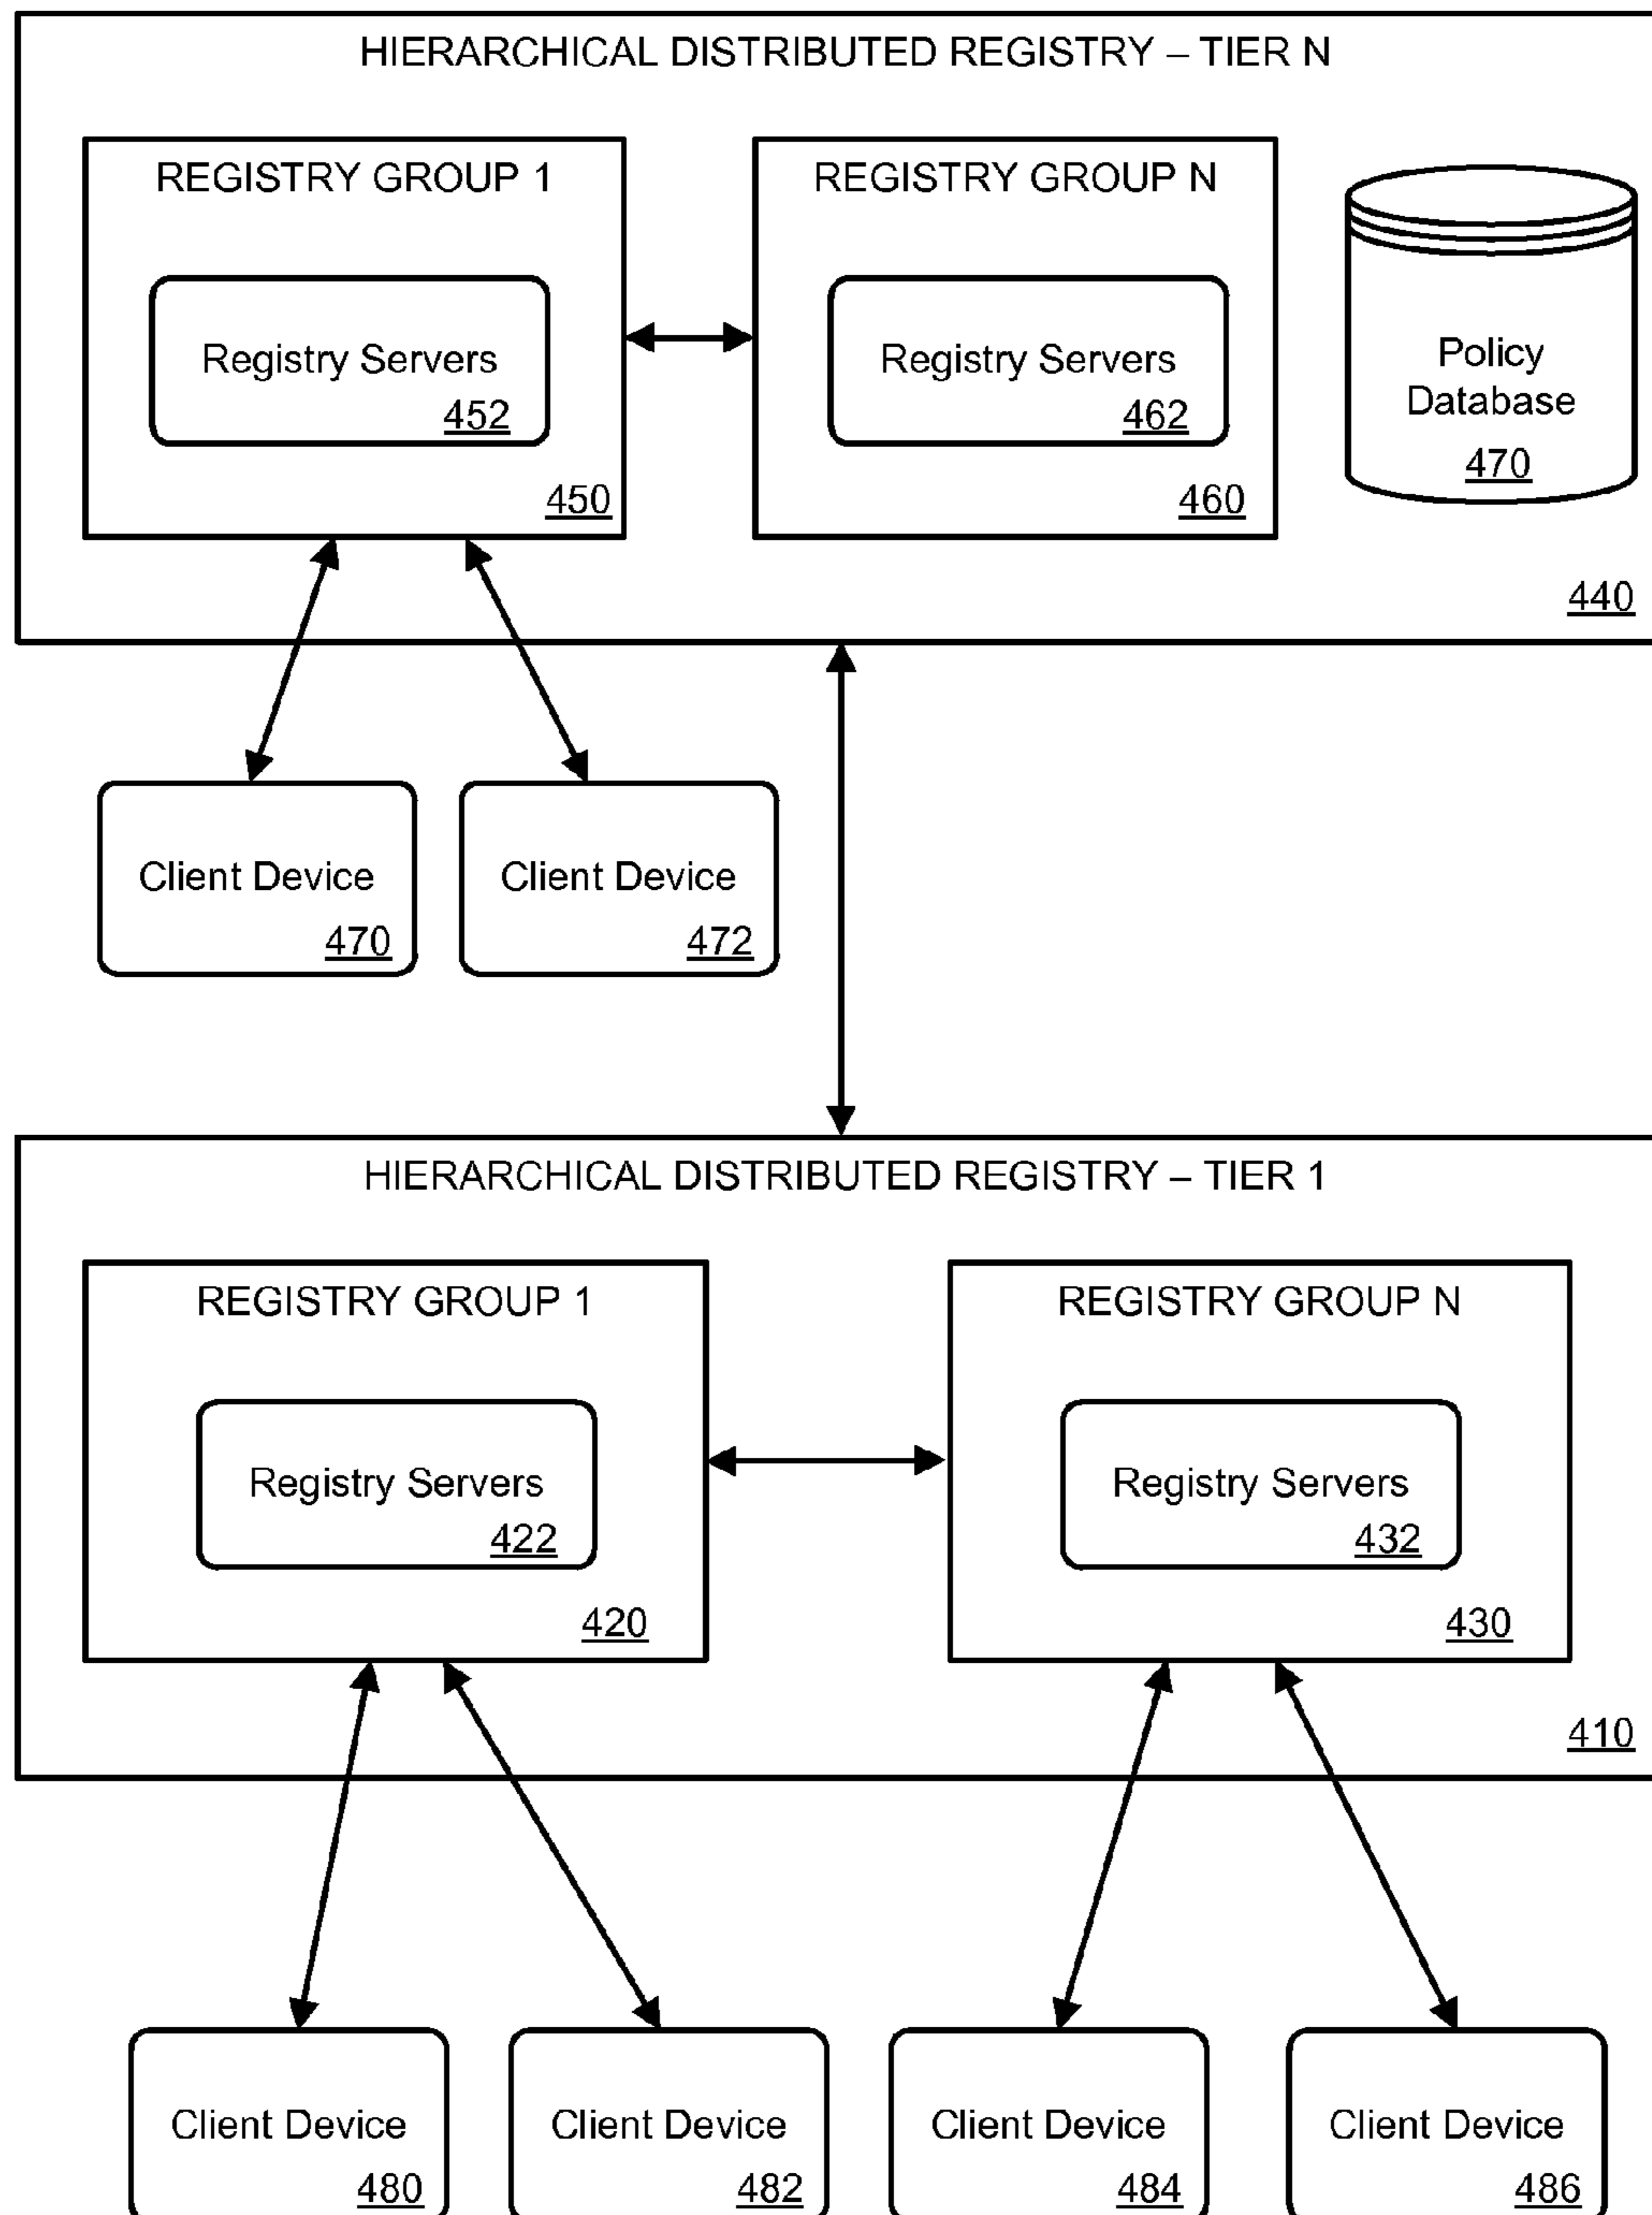 HIERARCHICAL DISTRIBUTED REGISTRY – TIER N
REGISTRY GROUP 1
Registry Servers
452
450
REGISTRY GROUP N
Registry Servers
462
460
Policy
Database
470
440
Client Device
470
Client Device
472
HIERARCHICAL DISTRIBUTED REGISTRY – TIER 1
REGISTRY GROUP 1
Registry Servers
422
420
REGISTRY GROUP N
Registry Servers
432
430
410
Client Device
480
Client Device
482
Client Device
484
Client Device
486